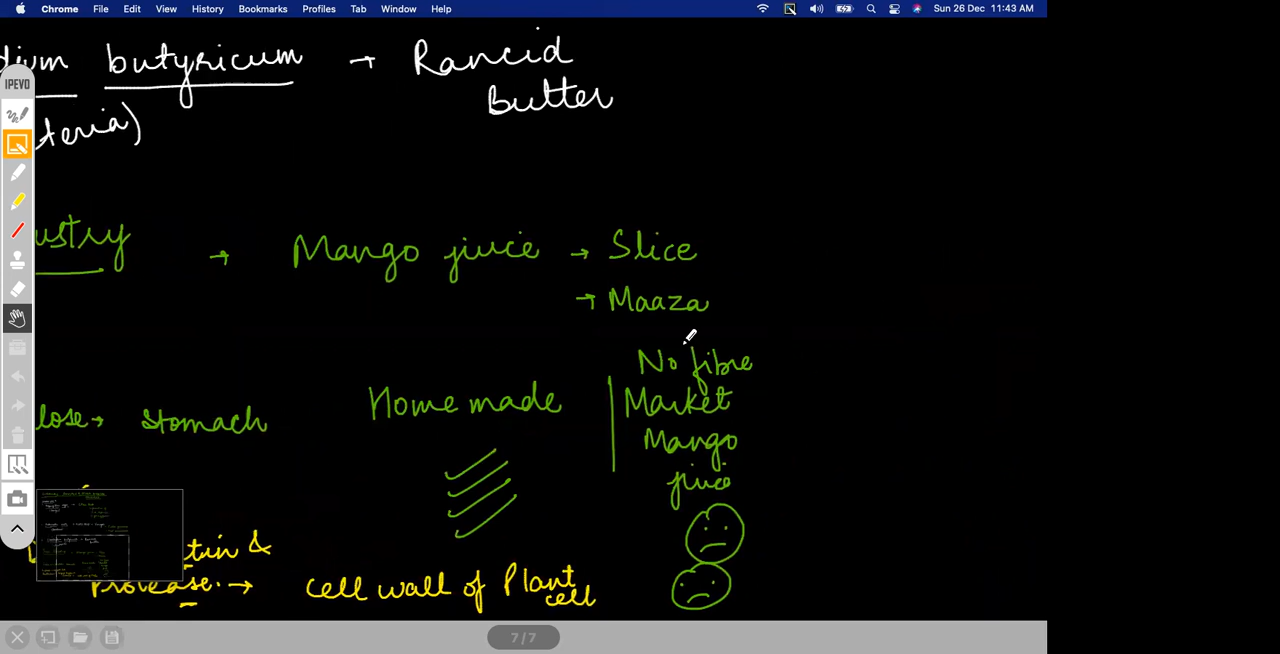 Chrome File Edit View History Bookmarks Profiles Tab Window Help Sun 26 Dec 11:43 AM
dium butyricum → Rancid
butter
IPEVO
teria)
ustry → Mango juice → Slice
→ Maaza
No fibre
Home made Market
lose → stomach
Mango
juice
tin &
Protease. → cell wall of Plant
cell
7/7